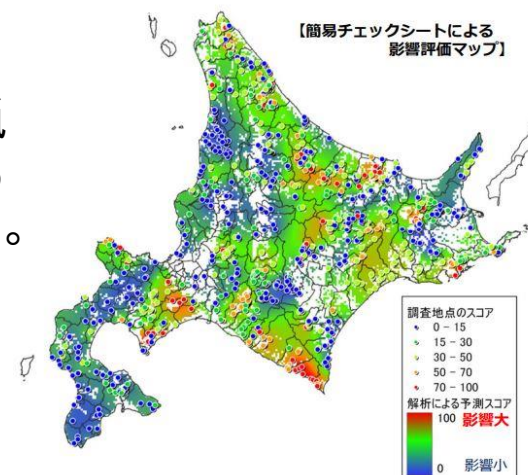 【簡易チェックシートによる
影響評価マップ】
。
調査地点のスコア
0 - 15
15 - 30
30 - 50
50 - 70
70 - 100
解析による予測スコア
100 影響大
0 影響小